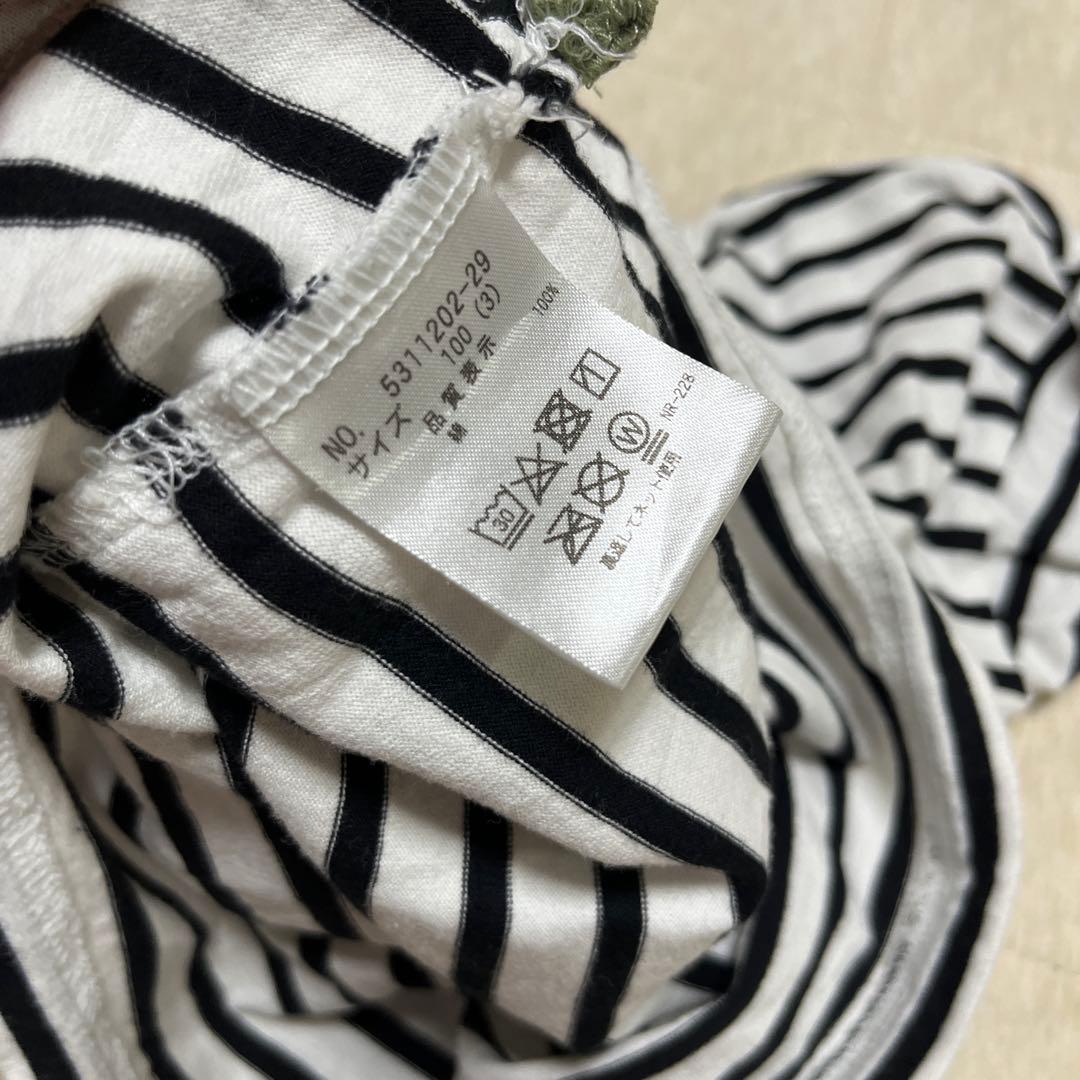 NO. 5311202-29
サイズ 100 (3)
品質表示
綿 100%
30
W
裏返してネット使用
NR-228